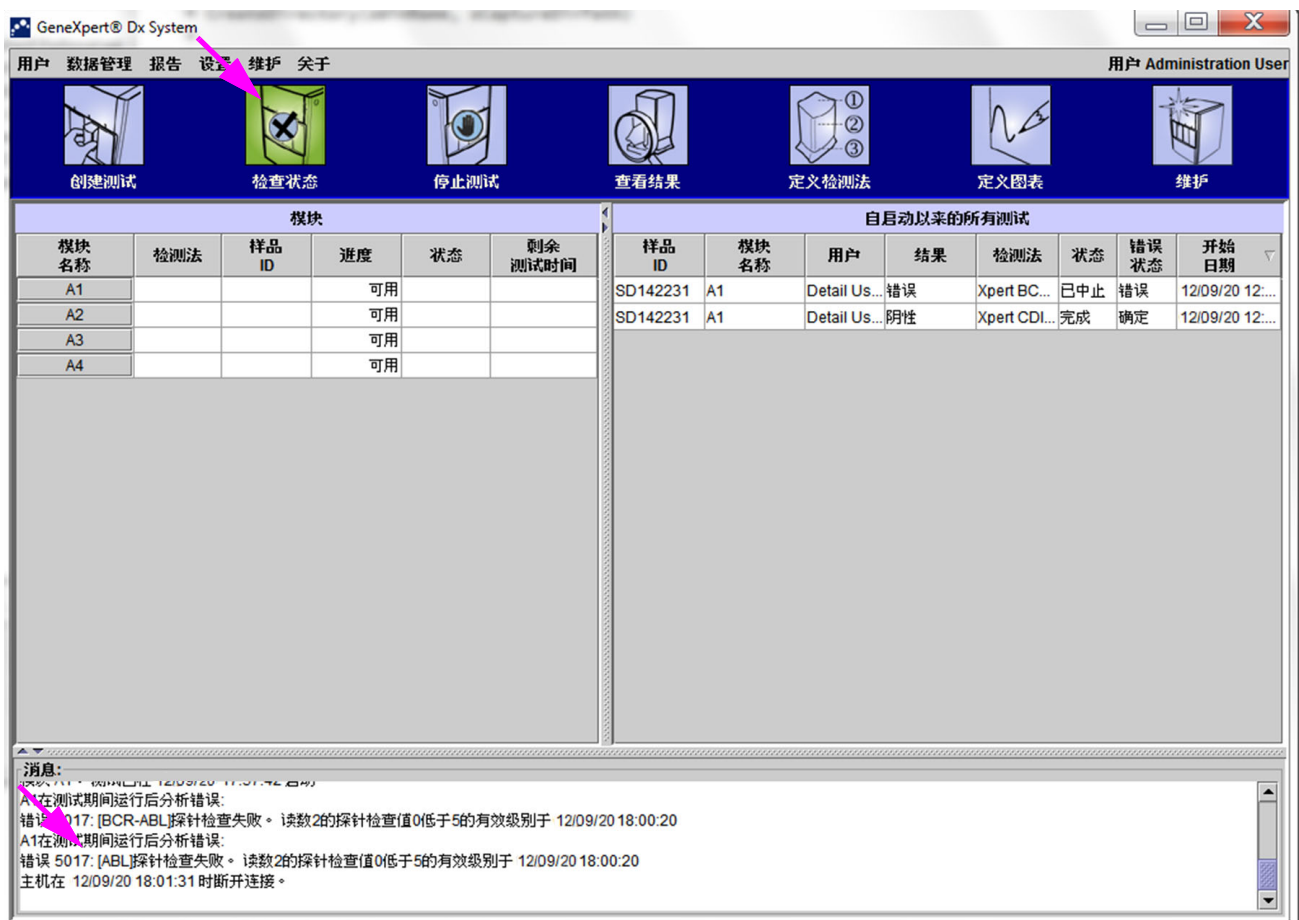 GeneXpert® Dx System
用户 数据管理 报告 设置 维护 关于 用户 Administration User
创建测试 检查状态 停止测试 查看结果 定义检测法 定义图表 维护
① ② ③
模块 自启动以来的所有测试
模块名称 检测法 样品 ID 进度 状态 剩余测试时间 样品 ID 模块名称 用户 结果 检测法 状态 错误状态 开始日期
A1 可用 SD142231 A1 Detail Us... 错误 Xpert BC... 已中止 错误 12/09/20 12:...
A2 可用 SD142231 A1 Detail Us... 阴性 Xpert CDI... 完成 确定 12/09/20 12:...
A3 可用
A4 可用
消息:
A1在测试期间运行后分析错误:
错误 5017: [BCR-ABL]探针检查失败。 读数2的探针检查值0低于5的有效级别于 12/09/20 18:00:20
A1在测试期间运行后分析错误:
错误 5017: [ABL]探针检查失败。 读数2的探针检查值0低于5的有效级别于 12/09/20 18:00:20
主机在 12/09/20 18:01:31 时断开连接。